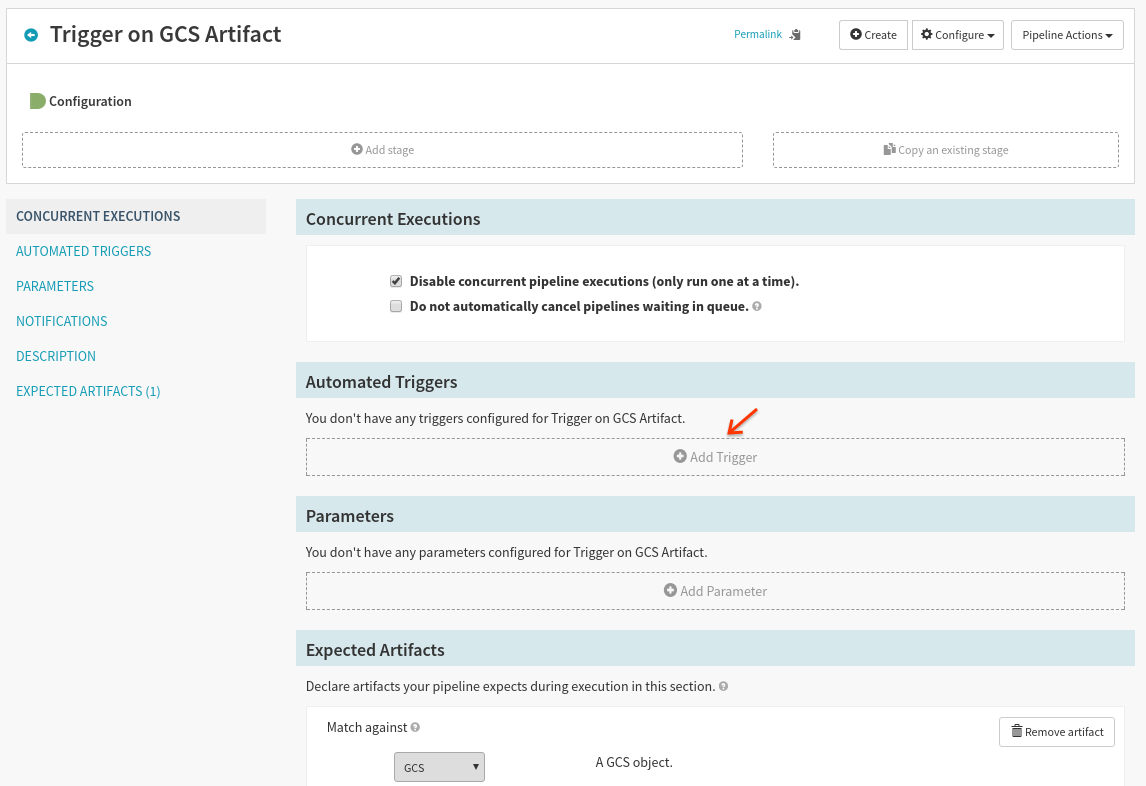 Trigger on GCS Artifact
Permalink
Create
Configure
Pipeline Actions
Configuration
Add stage
Copy an existing stage
CONCURRENT EXECUTIONS
AUTOMATED TRIGGERS
PARAMETERS
NOTIFICATIONS
DESCRIPTION
EXPECTED ARTIFACTS (1)
Concurrent Executions
Disable concurrent pipeline executions (only run one at a time).
Do not automatically cancel pipelines waiting in queue.
Automated Triggers
You don't have any triggers configured for Trigger on GCS Artifact.
Add Trigger
Parameters
You don't have any parameters configured for Trigger on GCS Artifact.
Add Parameter
Expected Artifacts
Declare artifacts your pipeline expects during execution in this section.
Match against
Remove artifact
GCS
A GCS object.